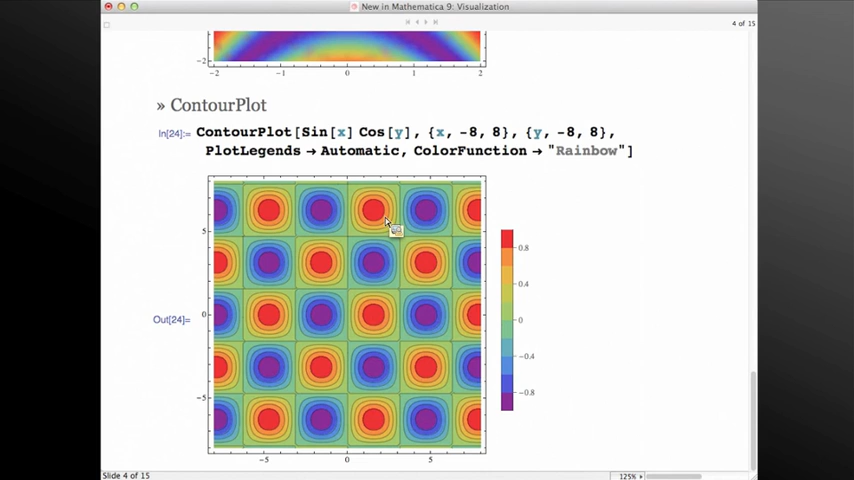 New in Mathematica 9: Visualization
4 of 15
-2
-2 -1 0 1 2
» ContourPlot
In[24]:= ContourPlot[Sin[x] Cos[y], {x, -8, 8}, {y, -8, 8},
PlotLegends → Automatic, ColorFunction → "Rainbow"]
5
0.8
0.4
Out[24]= 0
0
-0.4
-5
-0.8
-5 0 5
Slide 4 of 15
125%